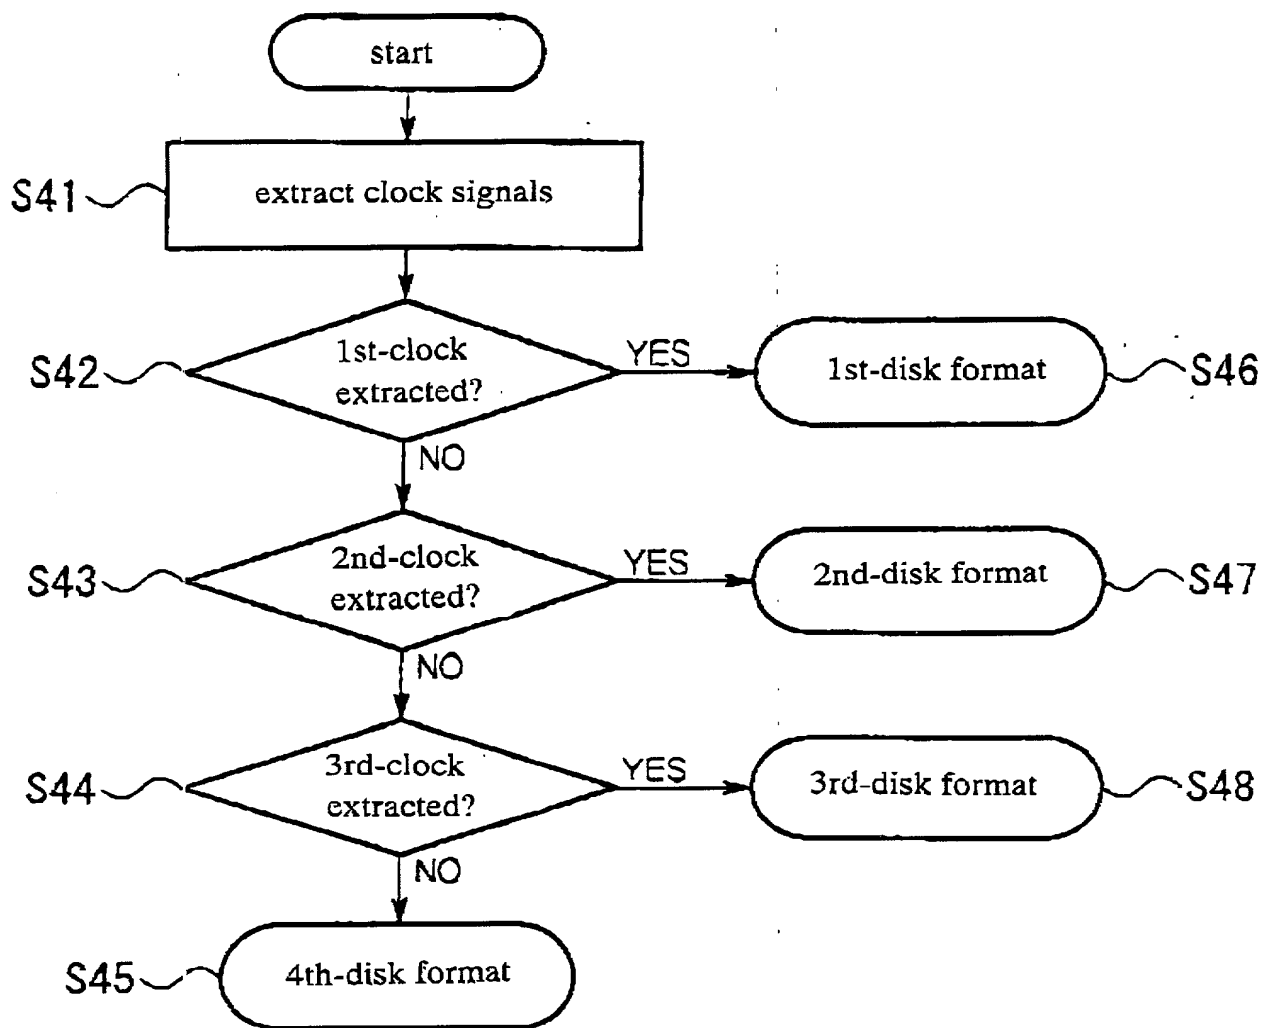 start
S41
extract clock signals
S42
1st-clock
extracted?
YES
1st-disk format
S46
NO
S43
2nd-clock
extracted?
YES
2nd-disk format
S47
NO
S44
3rd-clock
extracted?
YES
3rd-disk format
S48
NO
S45
4th-disk format